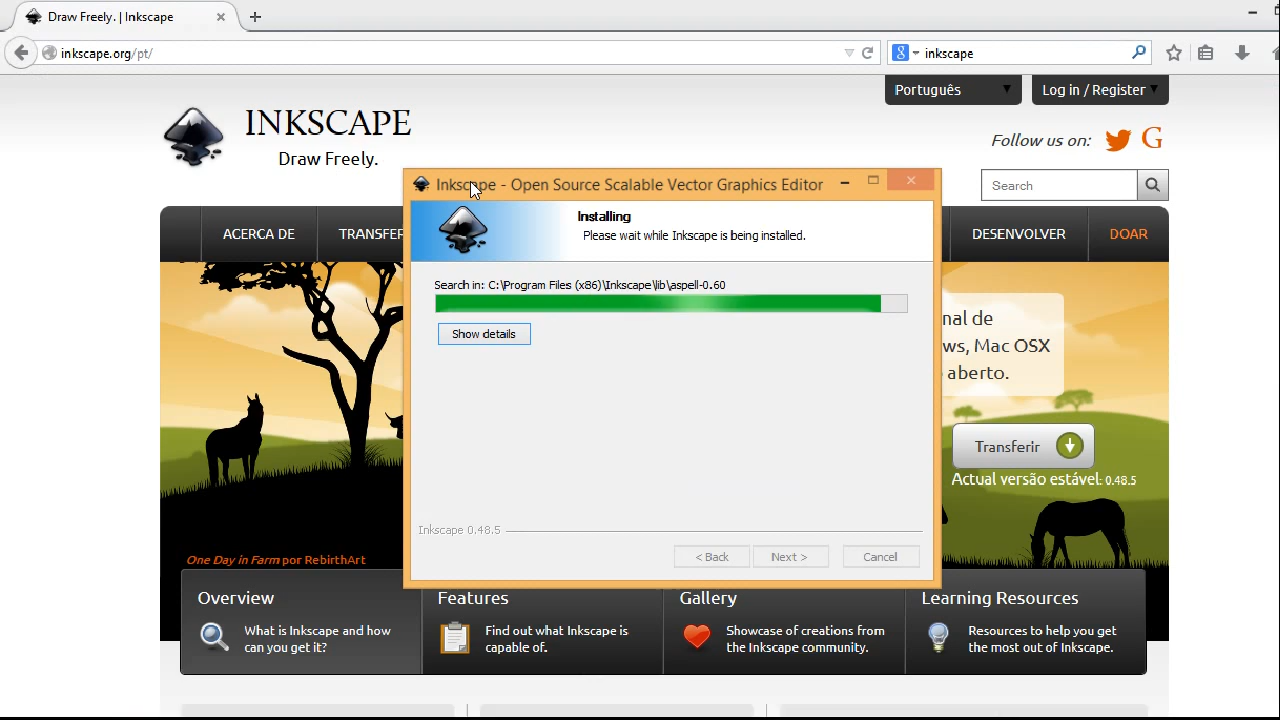 Draw Freely. | Inkscape
inkscape.org/pt/
inkscape
Português
Log in / Register
INKSCAPE
Draw Freely.
Follow us on:
Search
ACERCA DE
DESENVOLVER
DOAR
Inkscape - Open Source Scalable Vector Graphics Editor
Installing
Please wait while Inkscape is being installed.
Search in: C:\Program Files (x86)\Inkscape\lib\aspell-0.60
Show details
Inkscape 0.48.5
< Back
Next >
Cancel
de
Mac OSX
aberto.
Transferir
Actual versão estável: 0.48.5
One Day in Farm por RebirthArt
Overview
What is Inkscape and how
can you get it?
Features
Find out what Inkscape is
capable of.
Gallery
Showcase of creations from
the Inkscape community.
Learning Resources
Resources to help you get
the most out of Inkscape.